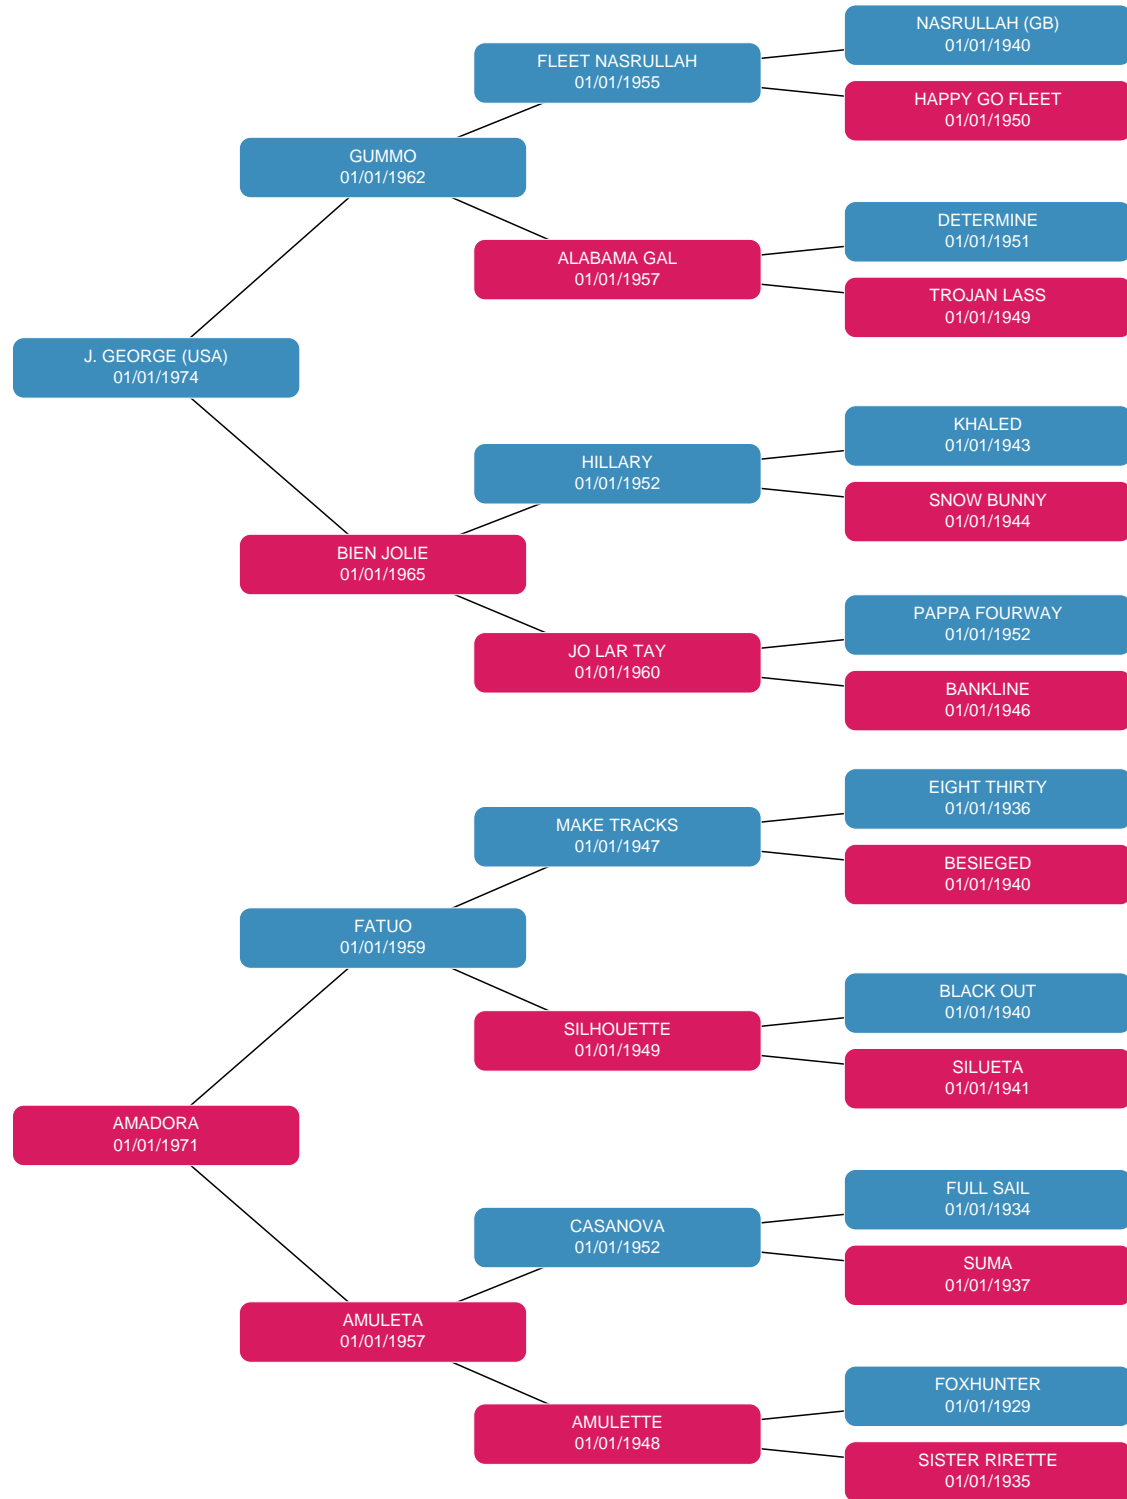 NASRULLAH (GB)
01/01/1940
FLEET NASRULLAH
01/01/1955
HAPPY GO FLEET
01/01/1950
GUMMO
01/01/1962
DETERMINE
01/01/1951
ALABAMA GAL
01/01/1957
TROJAN LASS
01/01/1949
J. GEORGE (USA)
01/01/1974
KHALED
01/01/1943
HILLARY
01/01/1952
SNOW BUNNY
01/01/1944
BIEN JOLIE
01/01/1965
PAPPA FOURWAY
01/01/1952
JO LAR TAY
01/01/1960
BANKLINE
01/01/1946
EIGHT THIRTY
01/01/1936
MAKE TRACKS
01/01/1947
BESIEGED
01/01/1940
FATUO
01/01/1959
BLACK OUT
01/01/1940
SILHOUETTE
01/01/1949
SILUETA
01/01/1941
AMADORA
01/01/1971
FULL SAIL
01/01/1934
CASANOVA
01/01/1952
SUMA
01/01/1937
AMULETA
01/01/1957
FOXHUNTER
01/01/1929
AMULETTE
01/01/1948
SISTER RIRETTE
01/01/1935